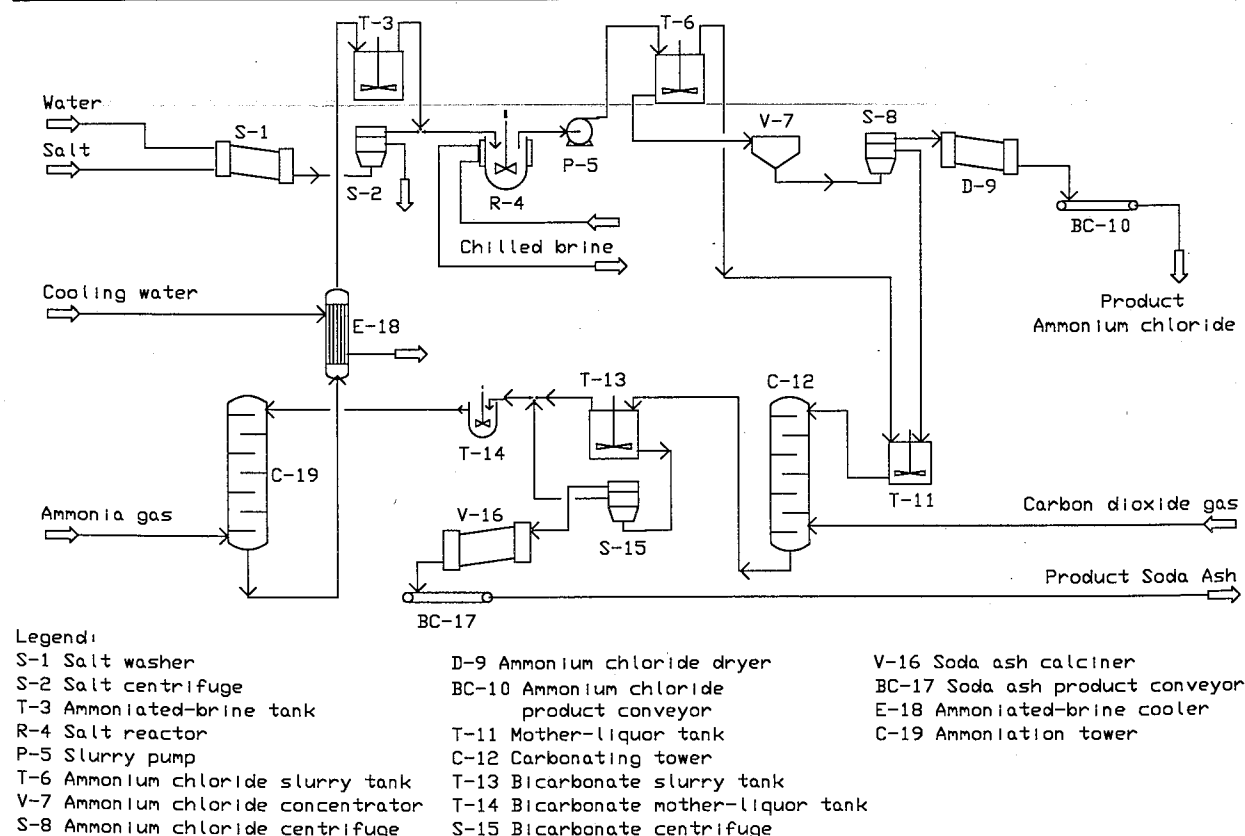 T-3
T-6
Water
S-1
S-8
V-7
Salt
P-5
S-2
D-9
R-4
BC-10
Chilled brine
Cooling water
Product
Ammonium chloride
E-18
T-13
C-12
T-14
C-19
T-11
Ammonia gas
V-16
Carbon dioxide gas
S-15
Product Soda Ash
BC-17
Legend:
S-1 Salt washer
S-2 Salt centrifuge
T-3 Ammoniated-brine tank
R-4 Salt reactor
P-5 Slurry pump
T-6 Ammonium chloride slurry tank
V-7 Ammonium chloride concentrator
S-8 Ammonium chloride centrifuge
D-9 Ammonium chloride dryer
BC-10 Ammonium chloride
product conveyor
T-11 Mother-liquor tank
C-12 Carbonating tower
T-13 Bicarbonate slurry tank
T-14 Bicarbonate mother-liquor tank
S-15 Bicarbonate centrifuge
V-16 Soda ash calciner
BC-17 Soda ash product conveyor
E-18 Ammoniated-brine cooler
C-19 Ammoniation tower